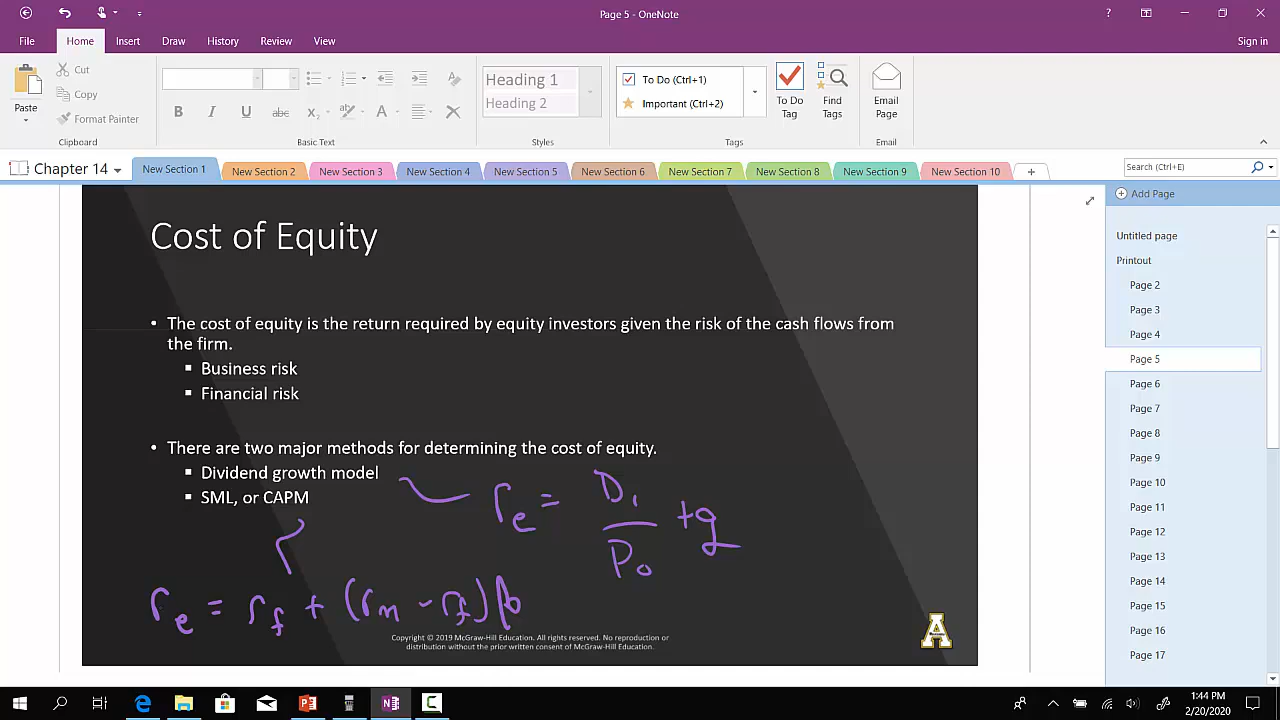 Page 5 - OneNote
?
File Home Insert Draw History Review View
Sign in
Paste
Cut
Copy
Format Painter
Clipboard
B I U abc X₂ A
Basic Text
Heading 1
Heading 2
Styles
To Do (Ctrl+1)
Important (Ctrl+2)
Tags
To Do
Tag
Find
Tags
Email
Page
Email
Chapter 14
New Section 1 New Section 2 New Section 3 New Section 4 New Section 5 New Section 6 New Section 7 New Section 8 New Section 9 New Section 10 +
Search (Ctrl+E)
Cost of Equity
• The cost of equity is the return required by equity investors given the risk of the cash flows from
the firm.
▪ Business risk
▪ Financial risk
• There are two major methods for determining the cost of equity.
▪ Dividend growth model
▪ SML, or CAPM
re = D1/P0 + g
re = rf + (rm - rf)β
Copyright © 2019 McGraw-Hill Education. All rights reserved. No reproduction or
distribution without the prior written consent of McGraw-Hill Education.
A
Add Page
Untitled page
Printout
Page 2
Page 3
Page 4
Page 5
Page 6
Page 7
Page 8
Page 9
Page 10
Page 11
Page 12
Page 13
Page 14
Page 15
Page 16
1:44 PM
2/20/2020